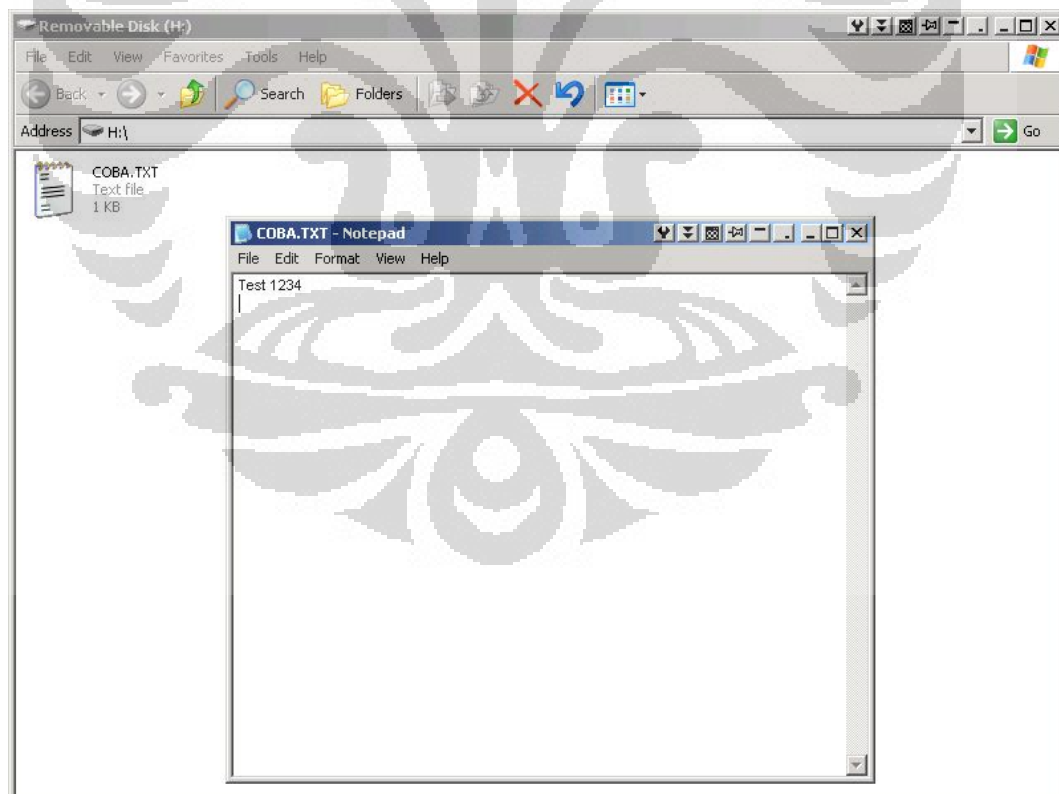 Removable Disk (H:)
File Edit View Favorites Tools Help
Back Search Folders
Address H:\ Go
COBA.TXT
Text file
1 KB
COBA.TXT - Notepad
File Edit Format View Help
Test 1234